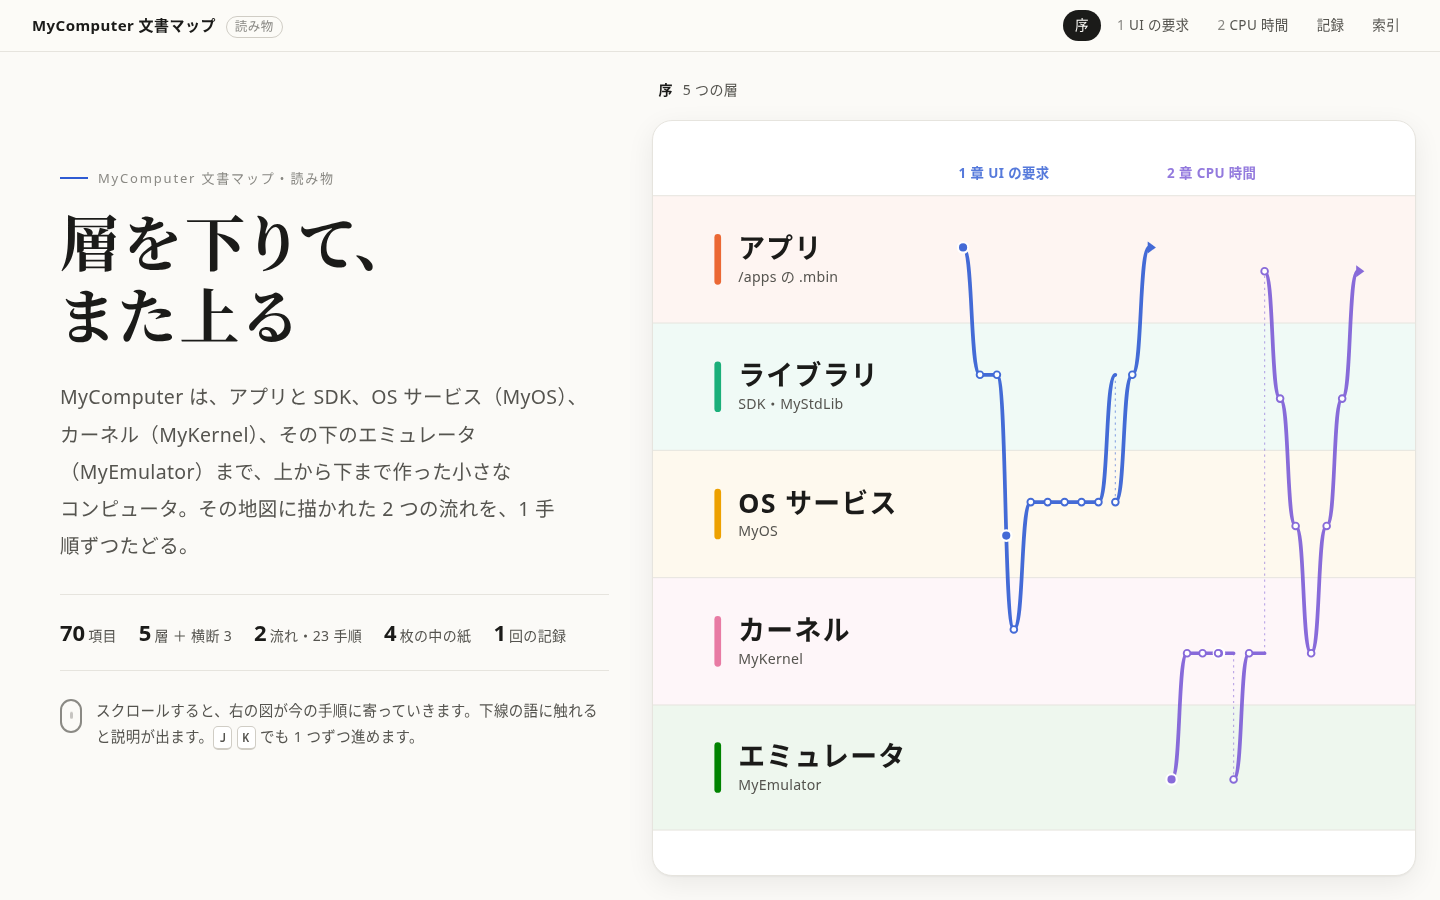 MyComputer 文書マップ 読み物
序 1 UI の要求 2 CPU 時間 記録 索引
MyComputer 文書マップ・読み物
層を下りて、
また上る
MyComputer は、アプリと SDK、OS サービス（MyOS）、
カーネル（MyKernel）、その下のエミュレータ
（MyEmulator）まで、上から下まで作った小さな
コンピュータ。その地図に描かれた 2 つの流れを、1 手
順ずつたどる。
70 項目 5 層 ＋ 横断 3 2 流れ・23 手順 4 枚の中の紙 1 回の記録
スクロールすると、右の図が今の手順に寄っていきます。下線の語に触れる
と説明が出ます。 J K でも 1 つずつ進めます。
序 5 つの層
1 章 UI の要求 2 章 CPU 時間
アプリ
/apps の .mbin
ライブラリ
SDK・MyStdLib
OS サービス
MyOS
カーネル
MyKernel
エミュレータ
MyEmulator